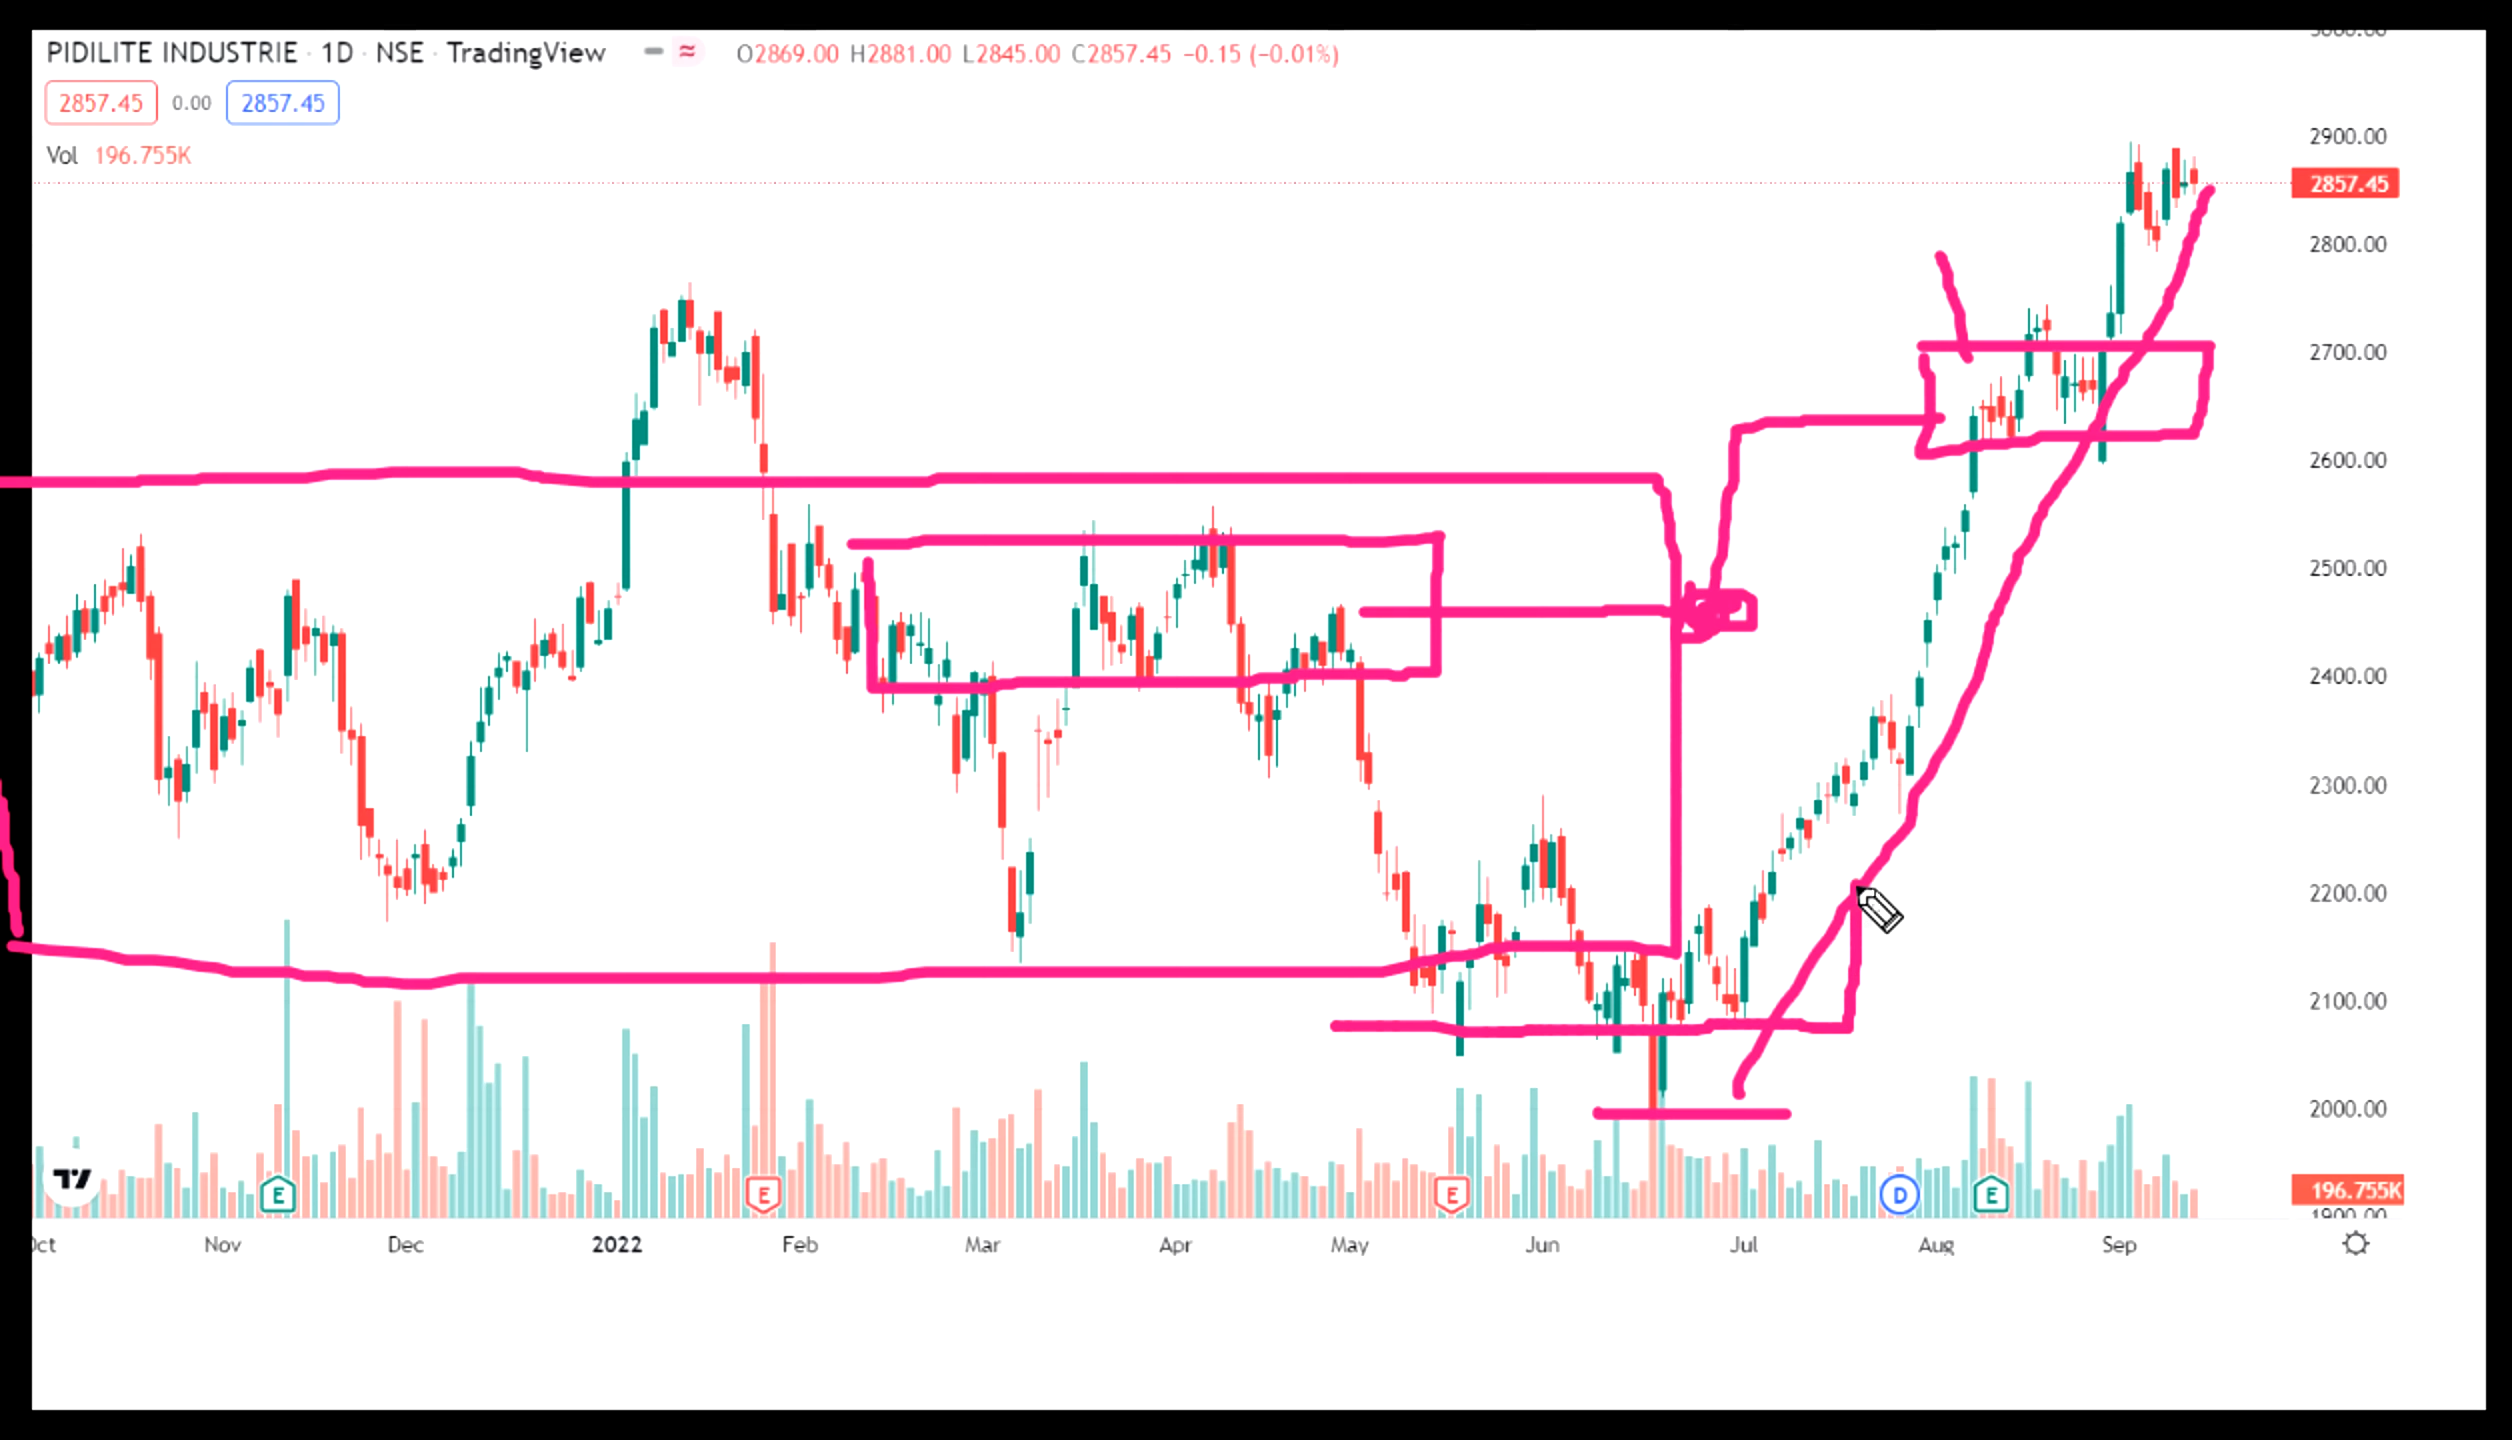 PIDILITE INDUSTRIE · 1D · NSE · TradingView O2869.00 H2881.00 L2845.00 C2857.45 −0.15 (−0.01%)
2857.45 0.00 2857.45
Vol 196.755K
2900.00
2857.45
2800.00
2700.00
2600.00
2500.00
2400.00
2300.00
2200.00
2100.00
2000.00
196.755K
E E E D E
Nov Dec 2022 Feb Mar Apr May Jun Jul Aug Sep